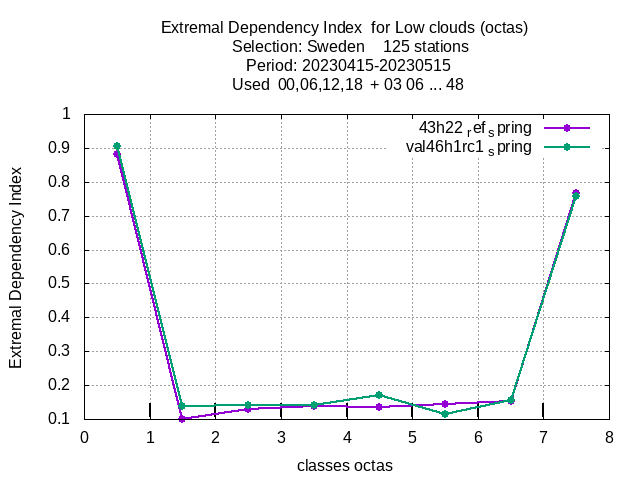 Extremal Dependency Index  for Low clouds (octas)
Selection: Sweden    125 stations
Period: 20230415-20230515
Used  00,06,12,18  + 03 06 ... 48
43h22 ref spring
val46h1rc1 spring
Extremal Dependency Index
1
0.9
0.8
0.7
0.6
0.5
0.4
0.3
0.2
0.1
0 1 2 3 4 5 6 7 8
classes octas